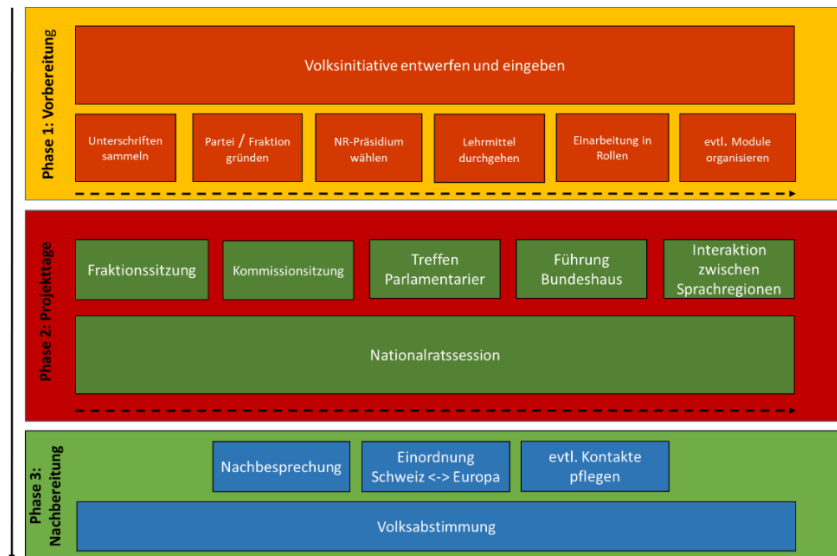 Phase 1: Vorbereitung
Volksinitiative entwerfen und eingeben
Unterschriften
sammeln
Partei / Fraktion
gründen
NR-Präsidium
wählen
Lehrmittel
durchgehen
Einarbeitung in
Rollen
evtl. Module
organisieren
Phase 2: Projekttage
Fraktionssitzung
Kommissionsitzung
Treffen
Parlamentarier
Führung
Bundeshaus
Interaktion
zwischen
Sprachregionen
Nationalratssession
Phase 3:
Nachbereitung
Nachbesprechung
Einordnung
Schweiz <-> Europa
evtl. Kontakte
pflegen
Volksabstimmung